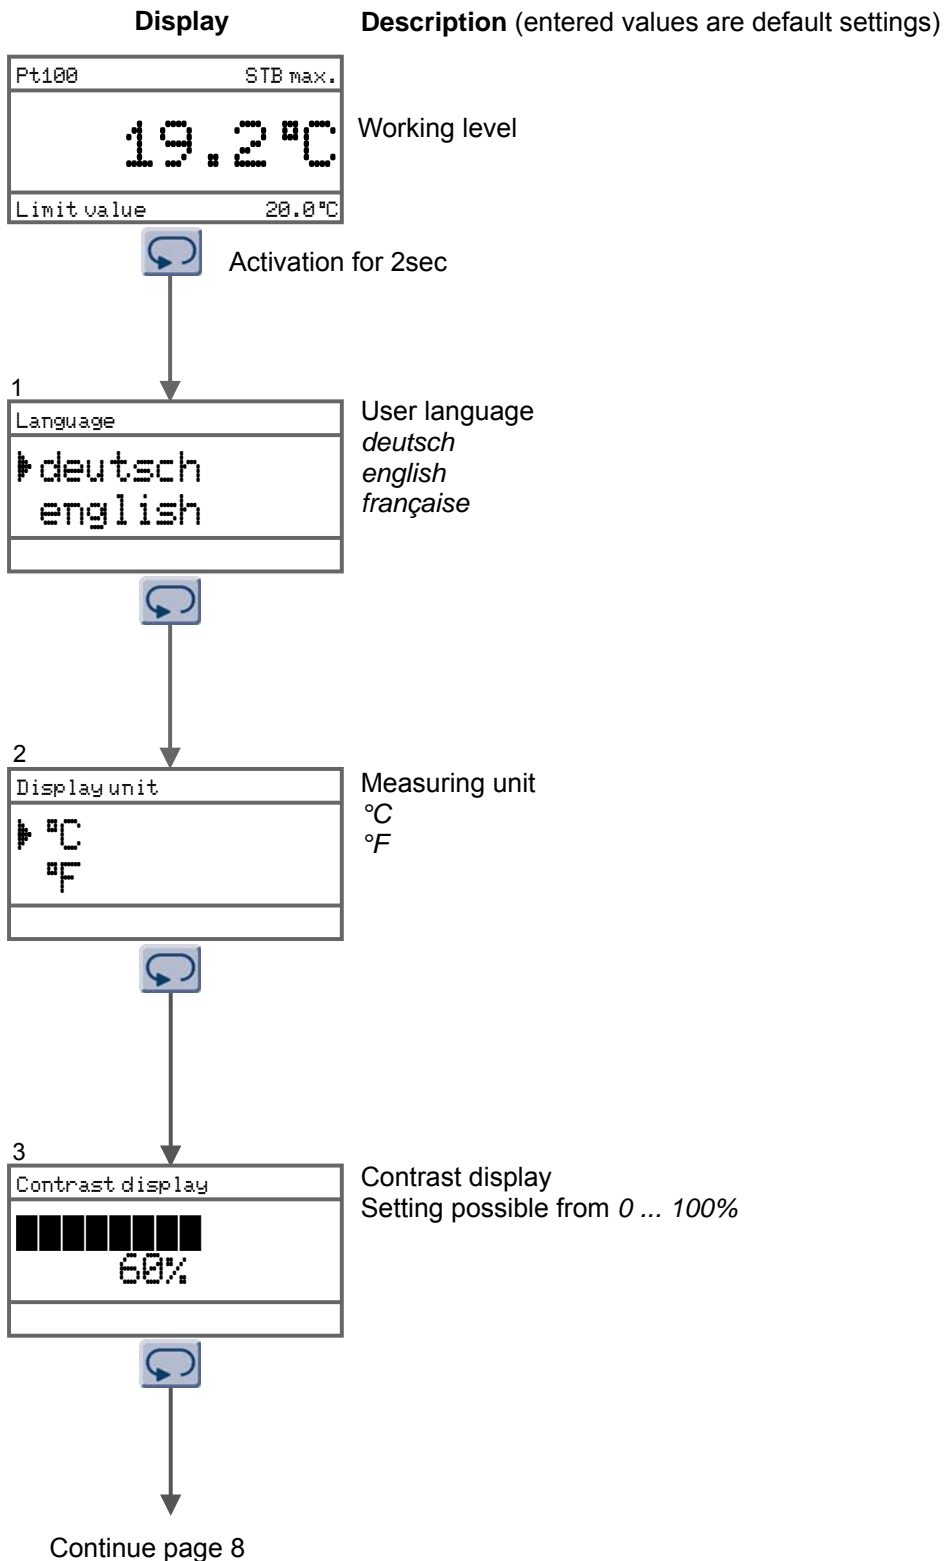 Display Description (entered values are default settings)
Pt100 STB max.
19.2°C
Working level
Limit value 20.0°C
Activation for 2sec
1
Language
deutsch
english
User language
deutsch
english
française
2
Display unit
°C
°F
Measuring unit
°C
°F
3
Contrast display
60%
Contrast display
Setting possible from 0 ... 100%
Continue page 8